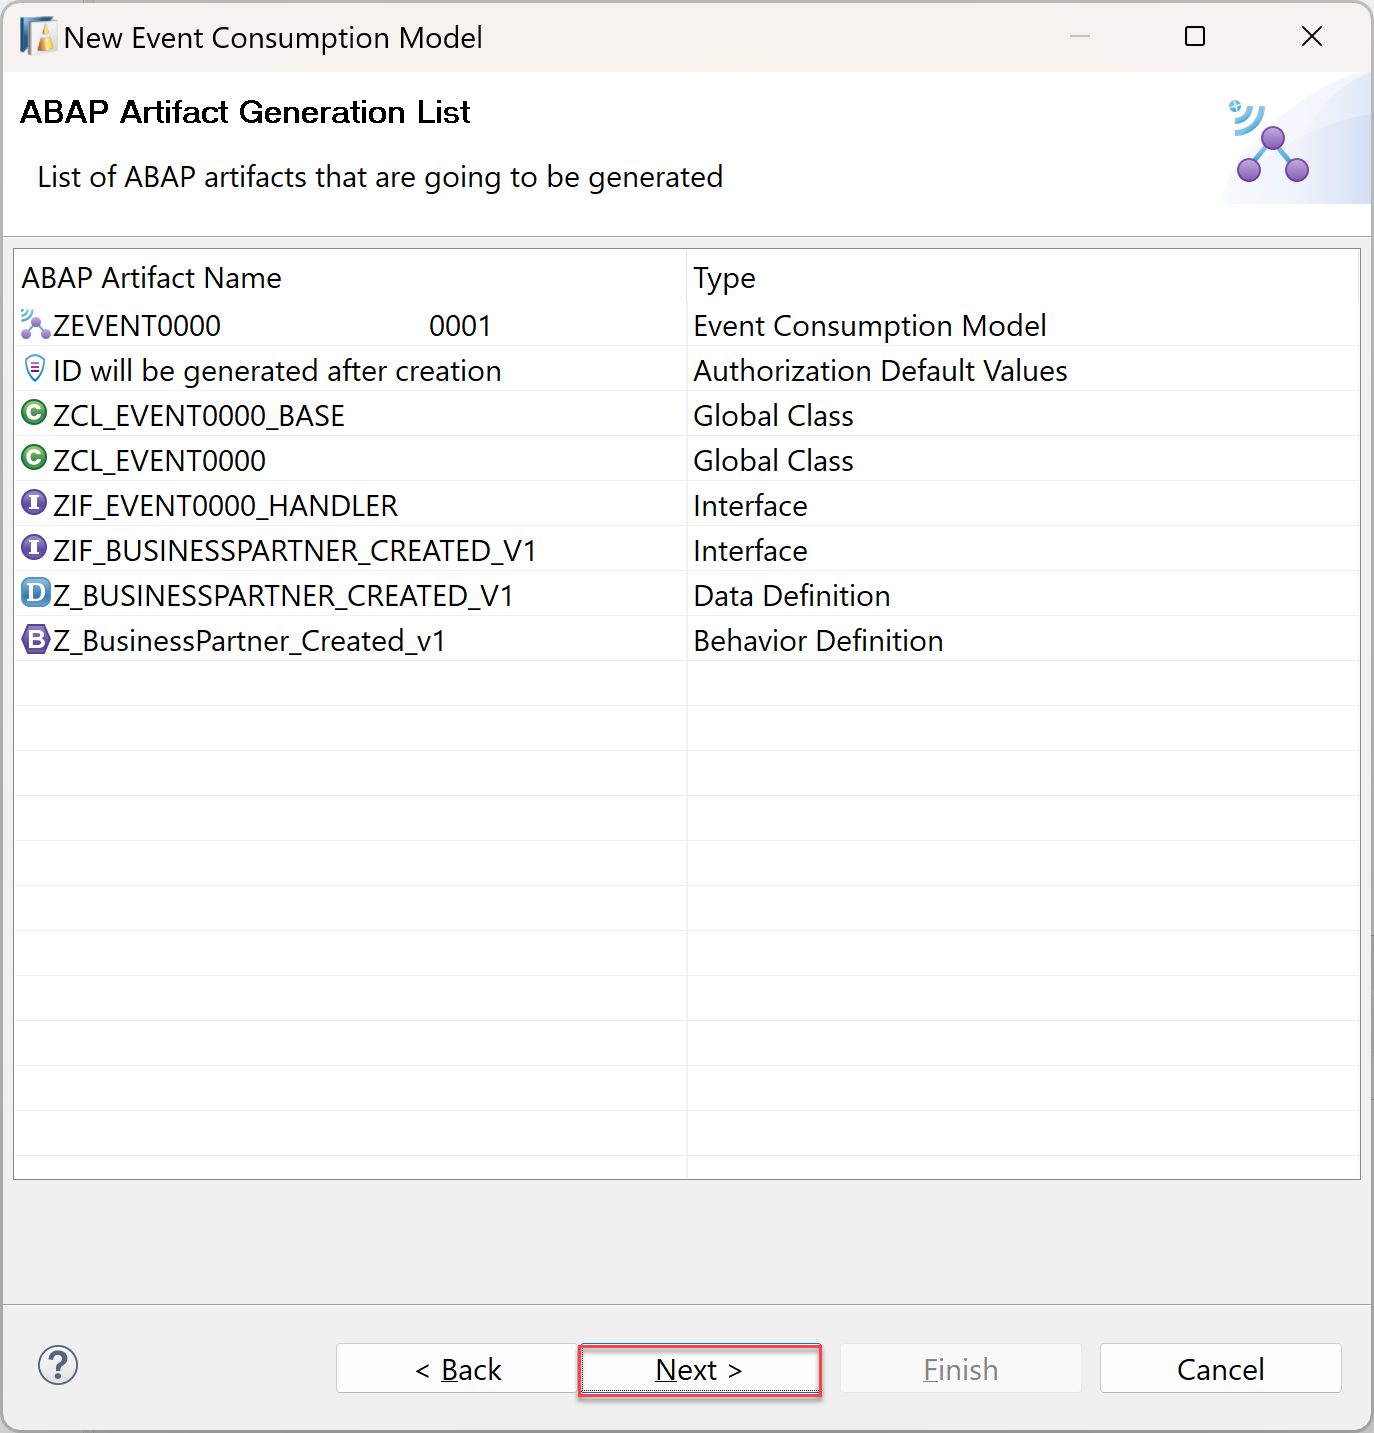 New Event Consumption Model
ABAP Artifact Generation List
List of ABAP artifacts that are going to be generated
ABAP Artifact Name Type
ZEVENT0000 0001 Event Consumption Model
ID will be generated after creation Authorization Default Values
ZCL_EVENT0000_BASE Global Class
ZCL_EVENT0000 Global Class
ZIF_EVENT0000_HANDLER Interface
ZIF_BUSINESSPARTNER_CREATED_V1 Interface
Z_BUSINESSPARTNER_CREATED_V1 Data Definition
Z_BusinessPartner_Created_v1 Behavior Definition
< Back Next > Finish Cancel